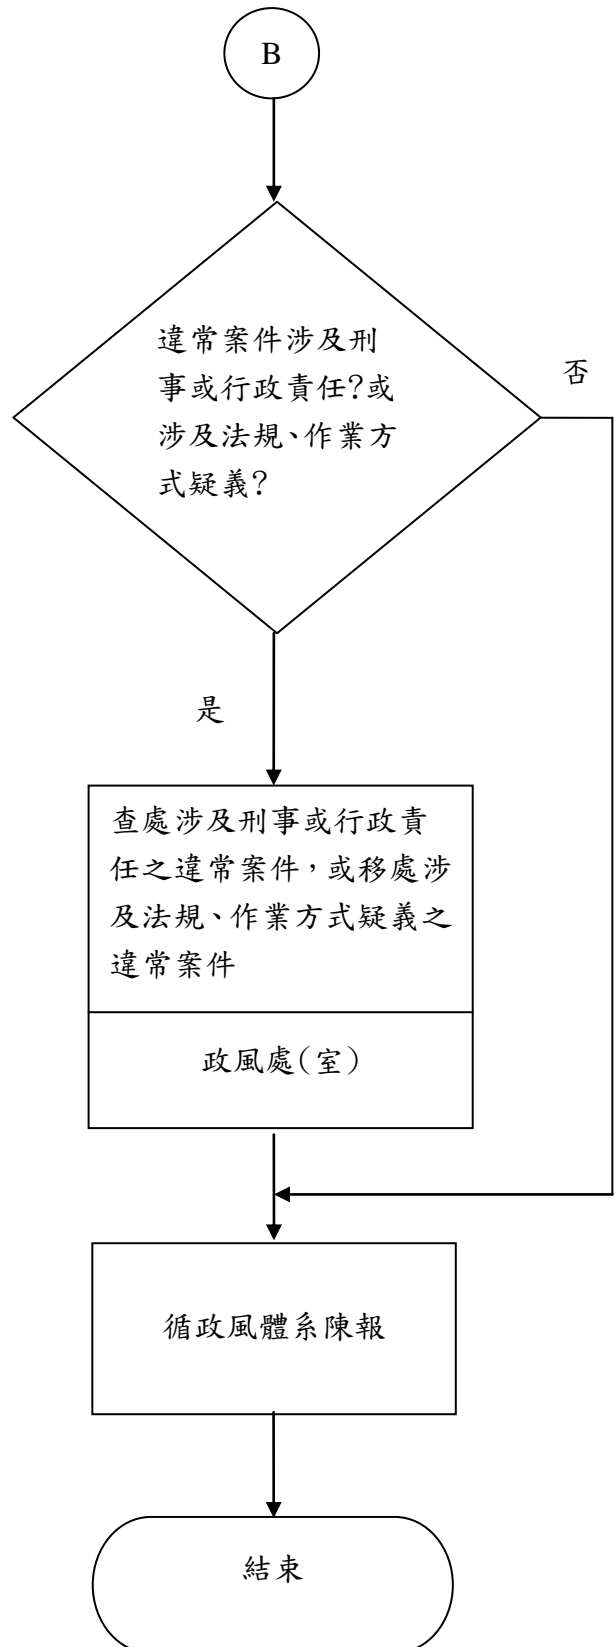 B
違常案件涉及刑
事或行政責任?或
涉及法規、作業方
式疑義?
否
是
查處涉及刑事或行政責
任之違常案件,或移處涉
及法規、作業方式疑義之
違常案件
政風處(室)
循政風體系陳報
結束